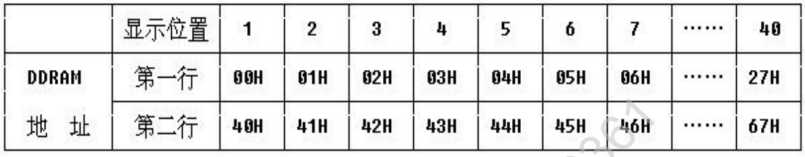 显示位置 1 2 3 4 5 6 7 …… 40
DDRAM 第一行 00H 01H 02H 03H 04H 05H 06H …… 27H
地 址 第二行 40H 41H 42H 43H 44H 45H 46H …… 67H
361